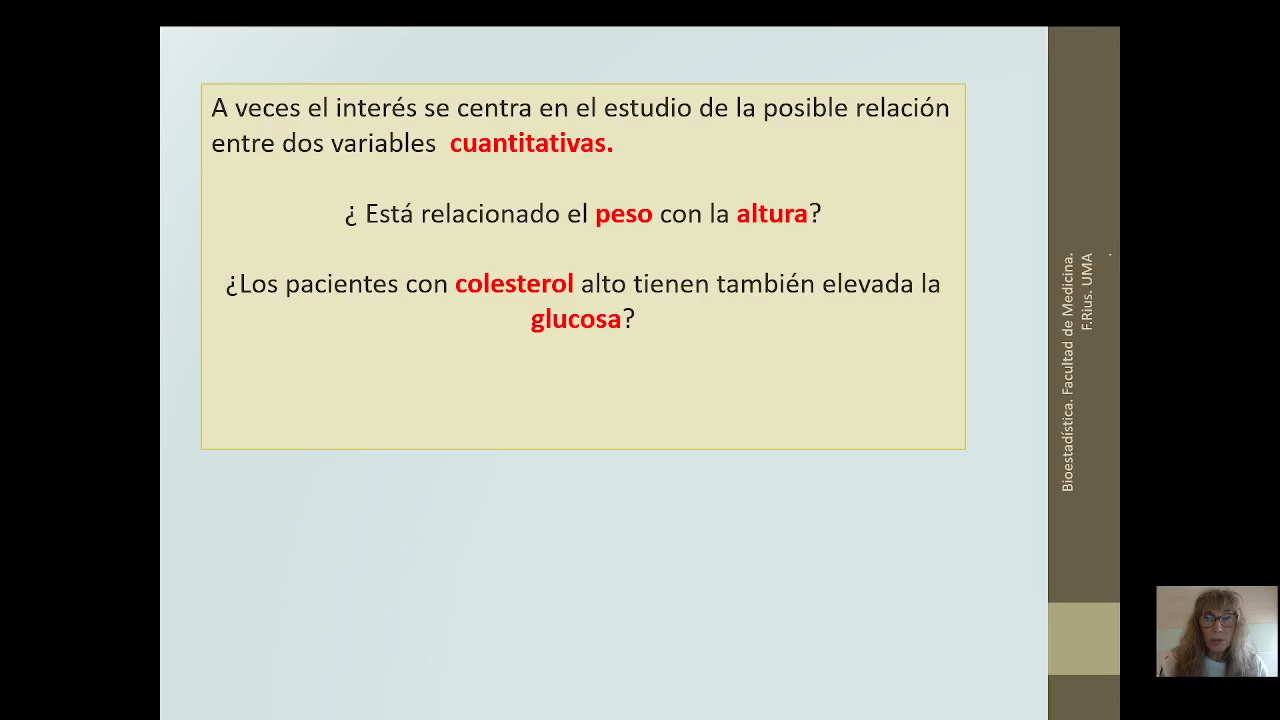 A veces el interés se centra en el estudio de la posible relación
entre dos variables cuantitativas.
¿ Está relacionado el peso con la altura?
¿Los pacientes con colesterol alto tienen también elevada la
glucosa?
Bioestadística. Facultad de Medicina.
F.Rius. UMA
.